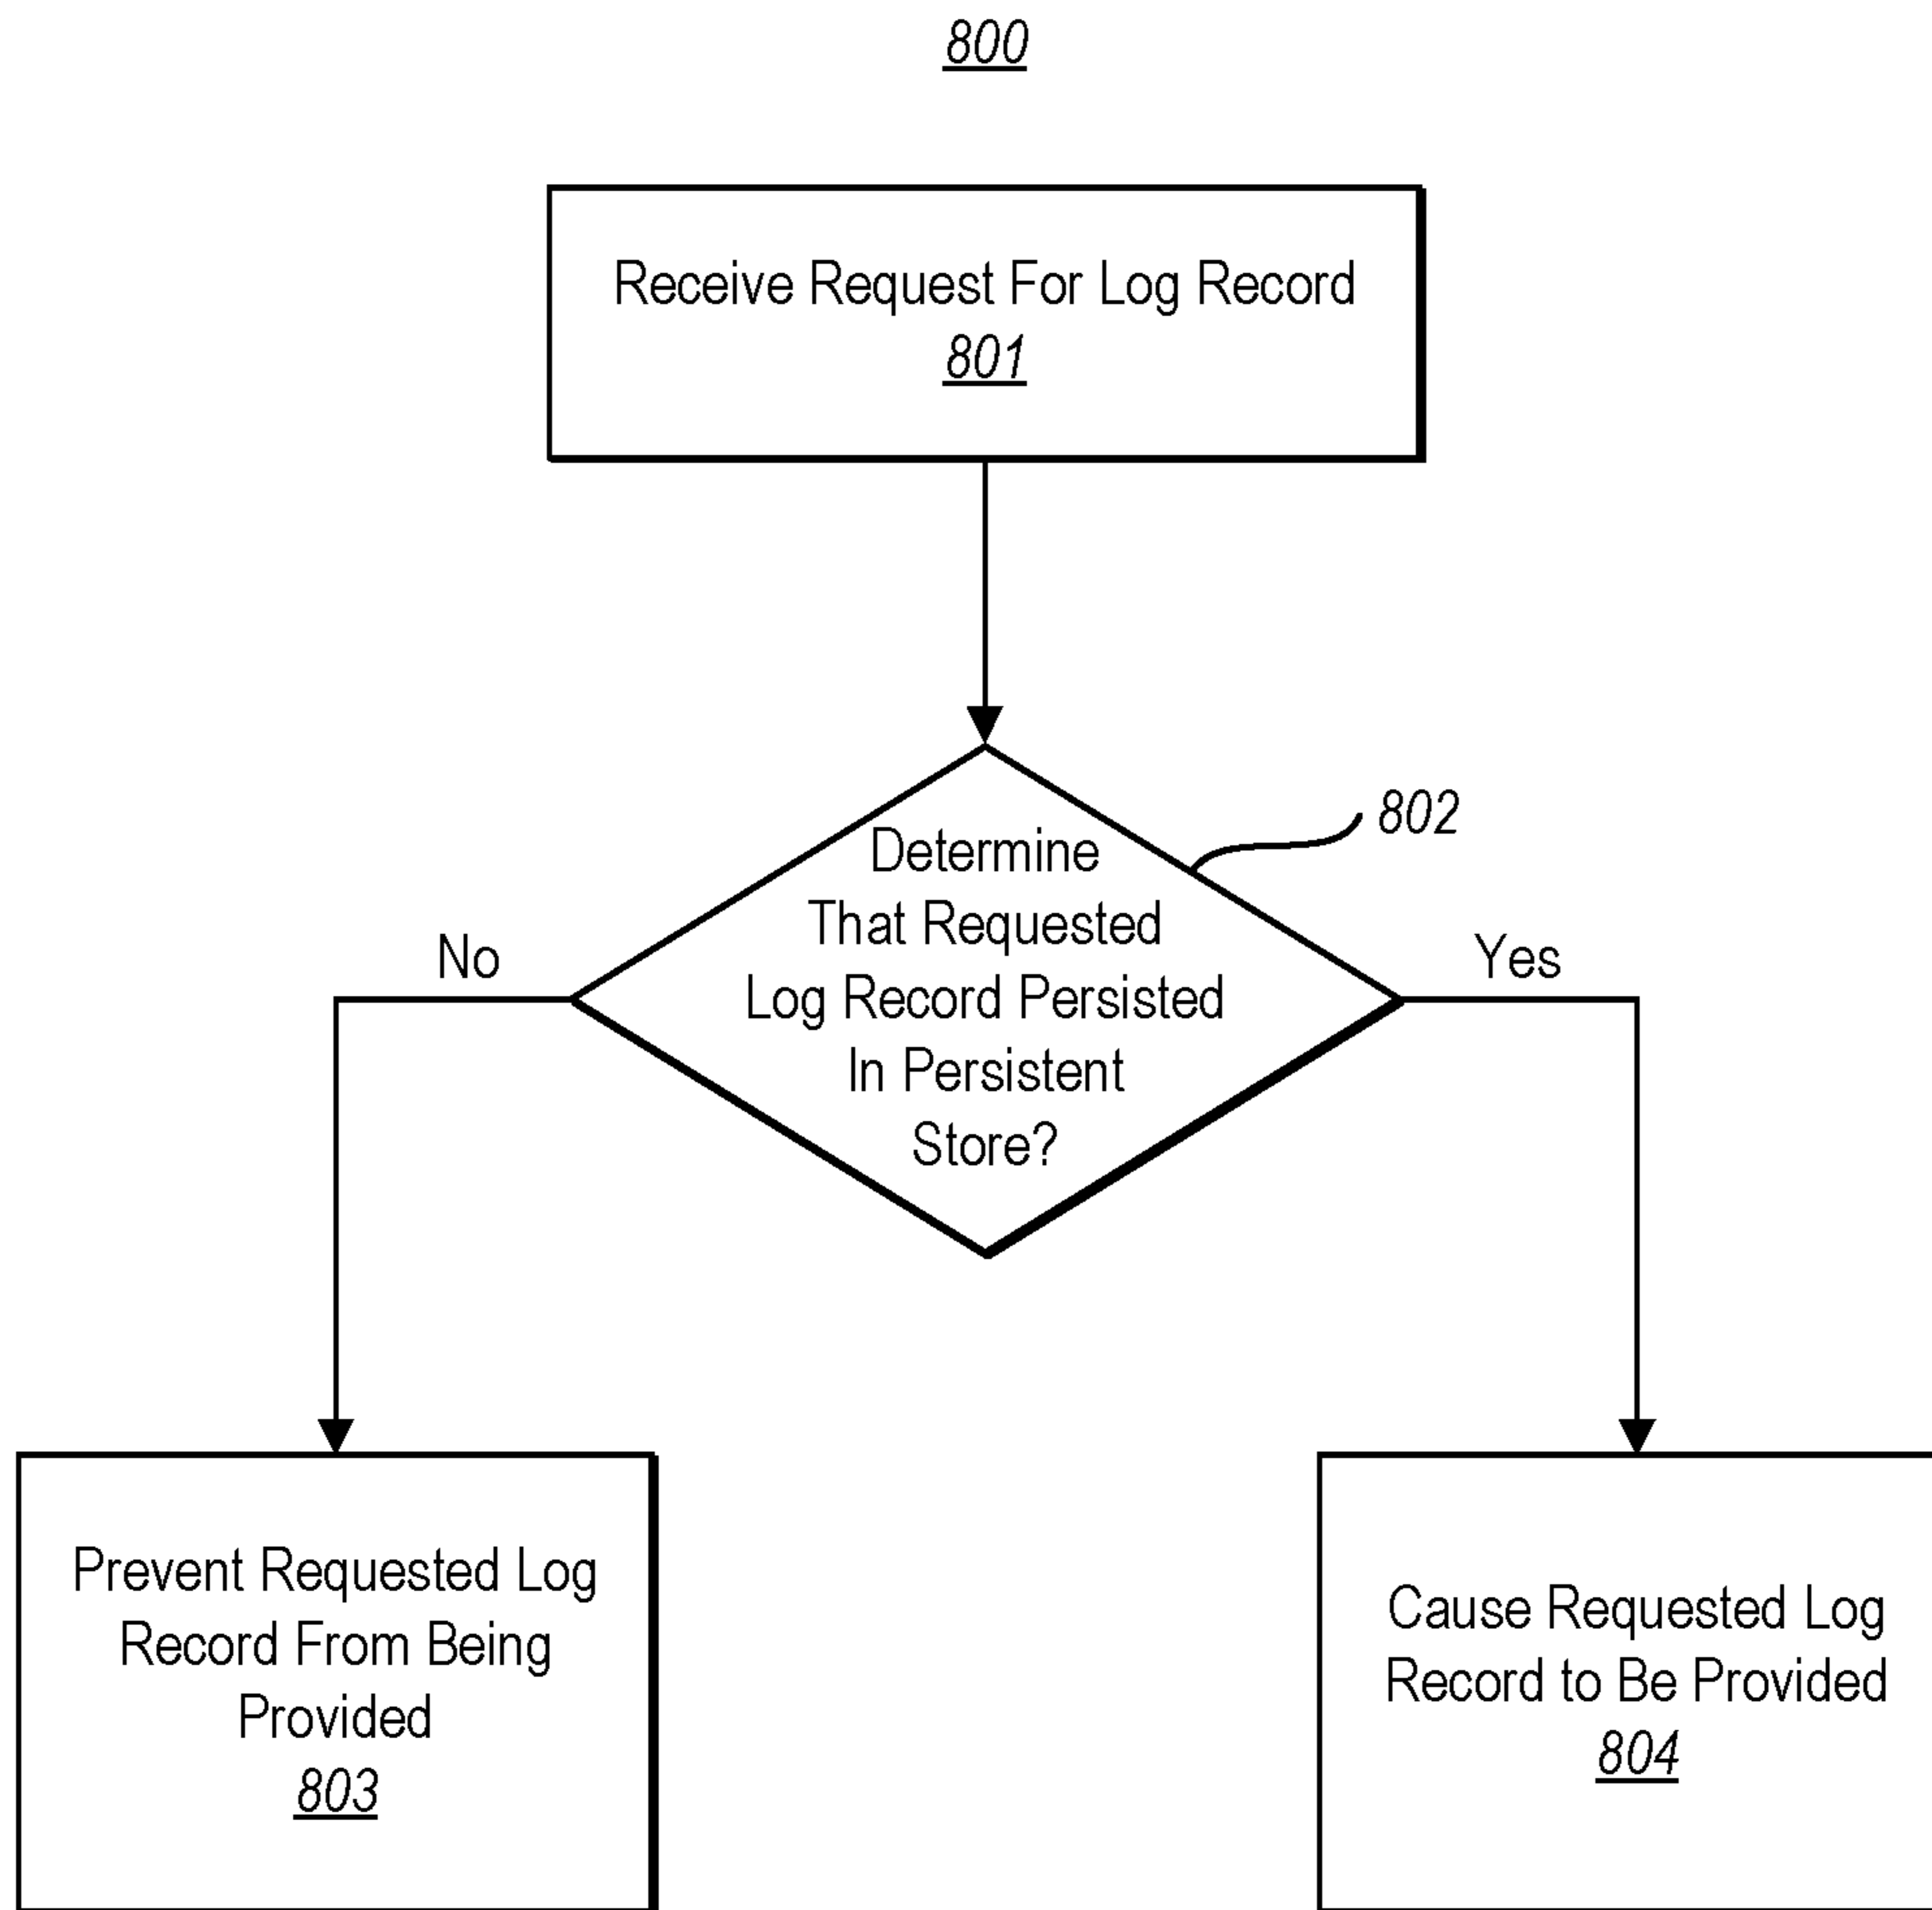 800
Receive Request For Log Record
801
802
Determine
That Requested
Log Record Persisted
In Persistent
Store?
No
Yes
Prevent Requested Log
Record From Being
Provided
803
Cause Requested Log
Record to Be Provided
804